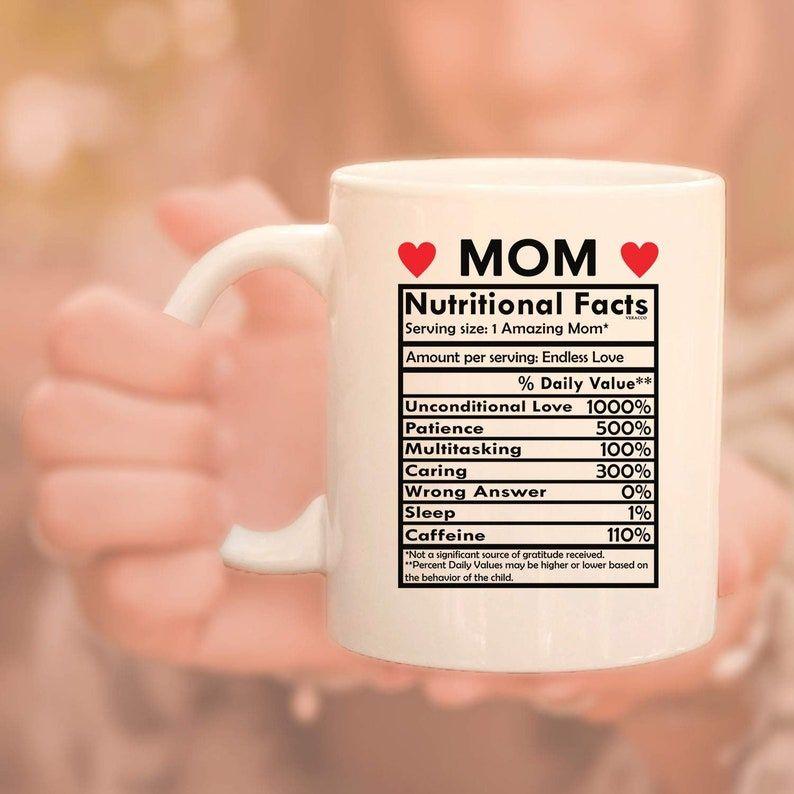 MOM
Nutritional Facts
VERACCO
Serving size: 1 Amazing Mom*
Amount per serving: Endless Love
% Daily Value**
Unconditional Love 1000%
Patience 500%
Multitasking 100%
Caring 300%
Wrong Answer 0%
Sleep 1%
Caffeine 110%
*Not a significant source of gratitude received.
**Percent Daily Values may be higher or lower based on
the behavior of the child.